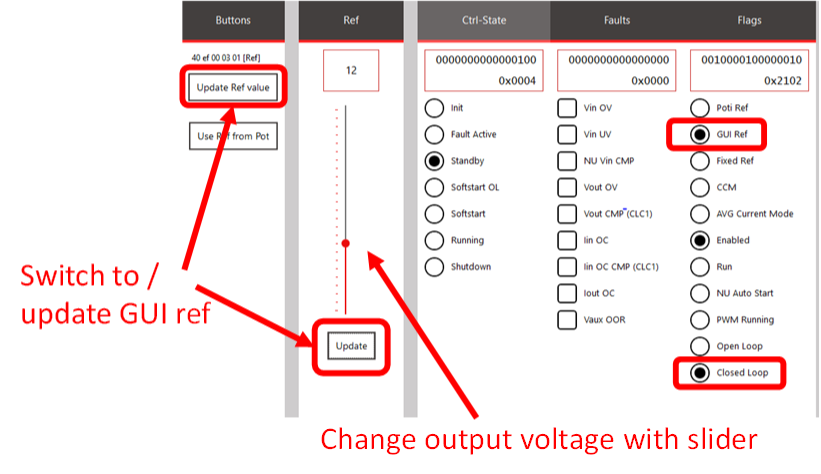 Buttons
40 ef 00 03 01 [Ref]
Update Ref value
Use Ref from Pot
Ref
12
Update
Ctrl-State
0000000000000100
0x0004
Init
Fault Active
Standby
Softstart OL
Softstart
Running
Shutdown
Faults
0000000000000000
0x0000
Vin OV
Vin UV
NU Vin CMP
Vout OV
Vout CMP (CLC1)
Iin OC
Iin OC CMP (CLC1)
Iout OC
Vaux OOR
Flags
0010000100000010
0x2102
Poti Ref
GUI Ref
Fixed Ref
CCM
AVG Current Mode
Enabled
Run
NU Auto Start
PWM Running
Open Loop
Closed Loop
Switch to /
update GUI ref
Change output voltage with slider